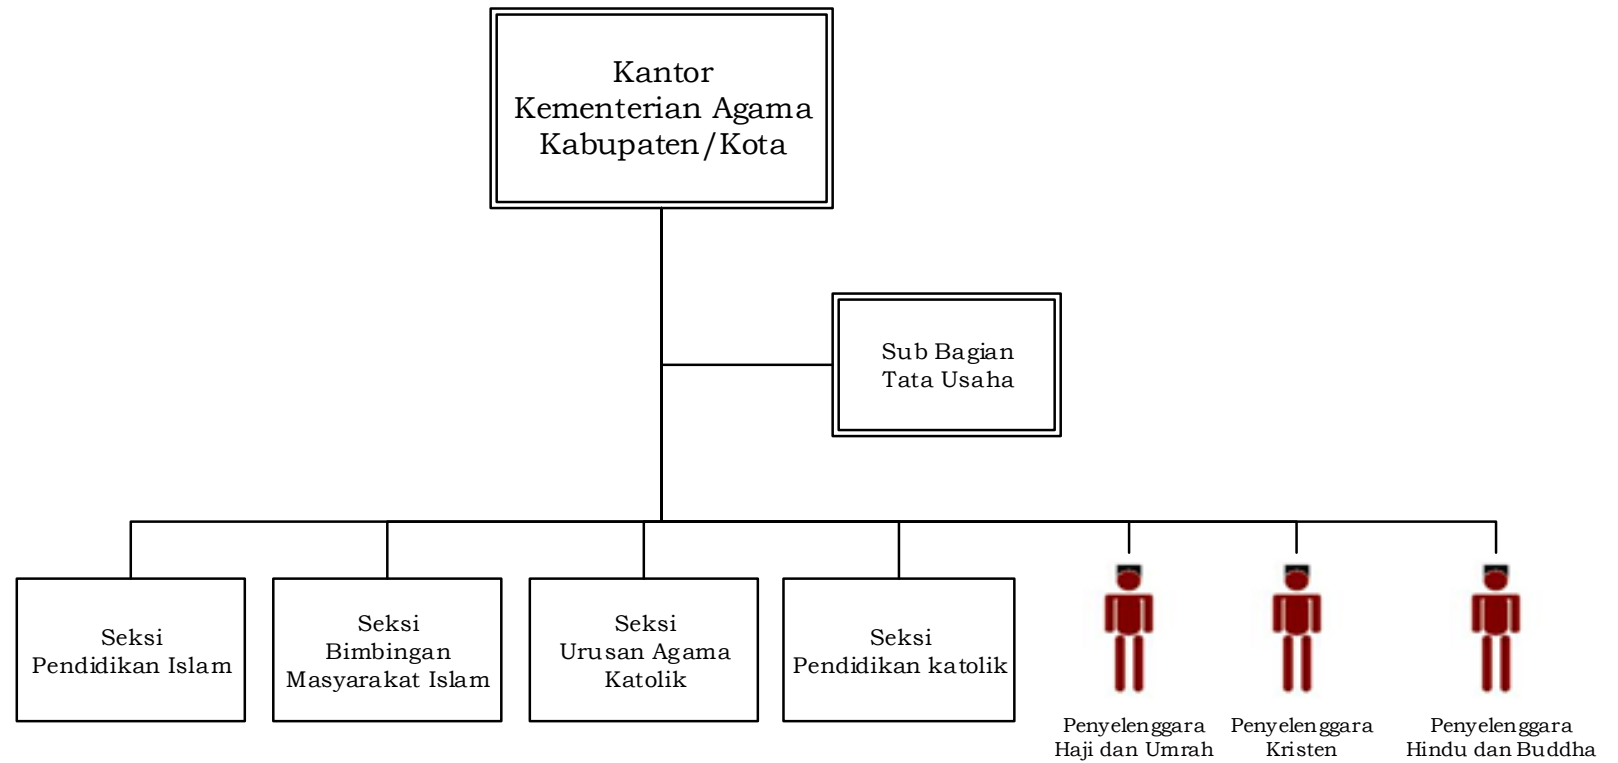 Kantor
Kementerian Agama
Kabupaten/Kota
Sub Bagian
Tata Usaha
Seksi
Pendidikan Islam
Seksi
Bimbingan
Masyarakat Islam
Seksi
Urusan Agama
Katolik
Seksi
Pendidikan katolik
Penyelenggara
Haji dan Umrah
Penyelenggara
Kristen
Penyelenggara
Hindu dan Buddha